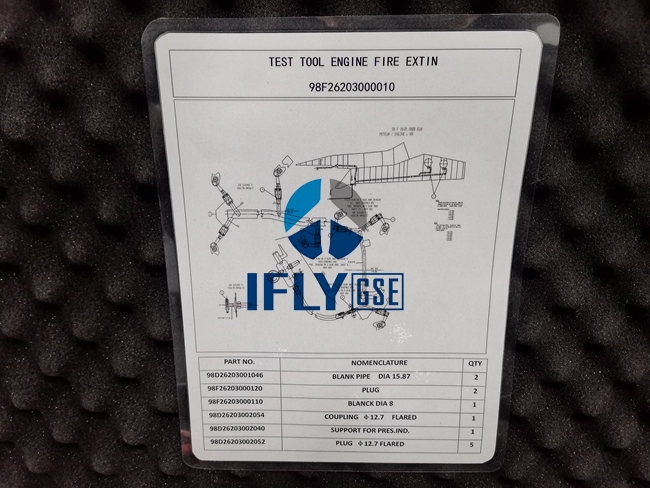 TEST TOOL ENGINE FIRE EXTIN
98F26203000010
IFLY GSE
PART NO. NOMENCLATURE QTY
98D26203001046 BLANK PIPE DIA 15.87 2
98F26203000120 PLUG 2
98F26203000110 BLANCK DIA 8 1
98D26203002054 COUPLING ϕ12.7 FLARED 1
98D26203002040 SUPPORT FOR PRES.IND. 1
98D26203002052 PLUG ϕ12.7 FLARED 5